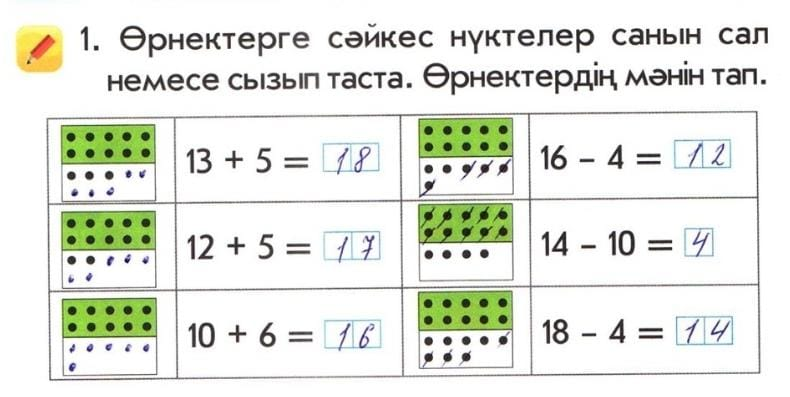 1. Өрнектерге сәйкес нүктелер санын сал
немесе сызып таста. Өрнектердің мәнін тап.
13 + 5 = 18
16 – 4 = 12
12 + 5 = 17
14 – 10 = 4
10 + 6 = 16
18 – 4 = 14